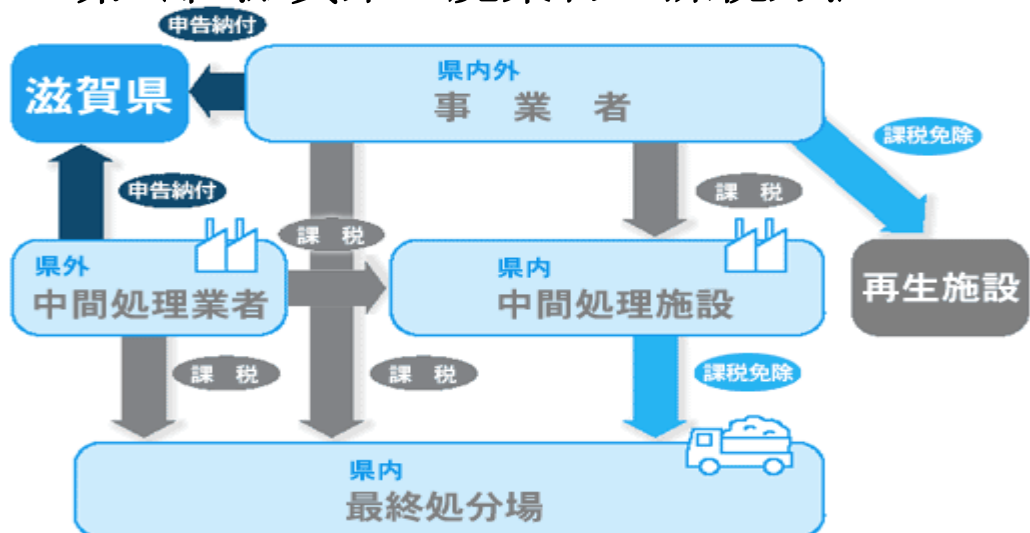 申告納付
県内外
滋賀県
事 業 者
課税免除
申告納付
課 税
課 税
県外
中間処理業者
県内
中間処理施設
再生施設
課 税
課 税
課税免除
県内
最終処分場